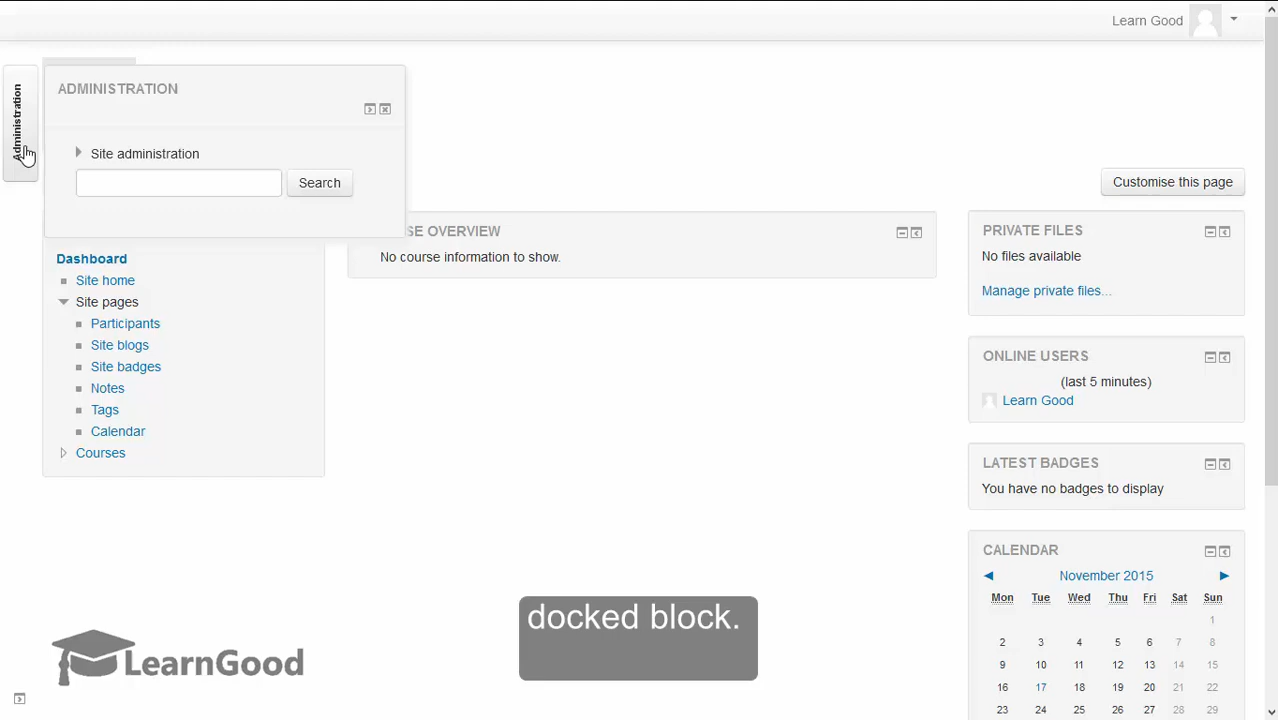 Learn Good
Administration
ADMINISTRATION
Site administration
Search
Customise this page
Dashboard
Site home
Site pages
Participants
Site blogs
Site badges
Notes
Tags
Calendar
Courses
SE OVERVIEW
No course information to show.
PRIVATE FILES
No files available
Manage private files...
ONLINE USERS
(last 5 minutes)
Learn Good
LATEST BADGES
You have no badges to display
CALENDAR
November 2015
Mon Tue Wed Thu Fri Sat Sun
1
2 3 4 5 6 7 8
9 10 11 12 13 14 15
16 17 18 19 20 21 22
23 24 25 26 27 28 29
docked block.
LearnGood